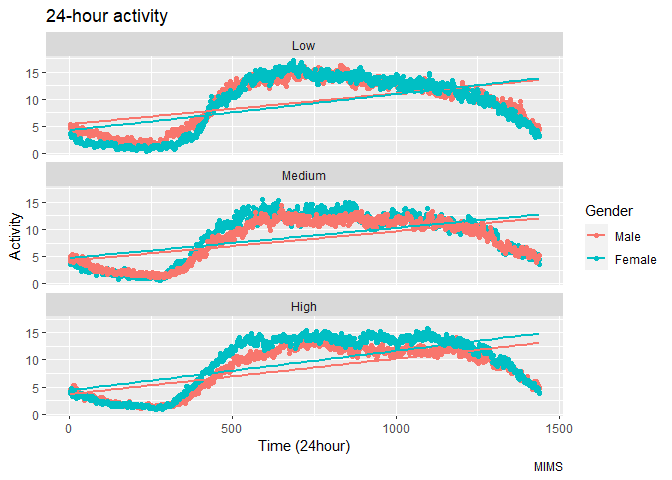 24-hour activity
Low
15
10
5
0
Medium
15
10
5
0
High
15
10
5
0
Activity
0 500 1000 1500
Time (24hour)
Gender
Male
Female
MIMS